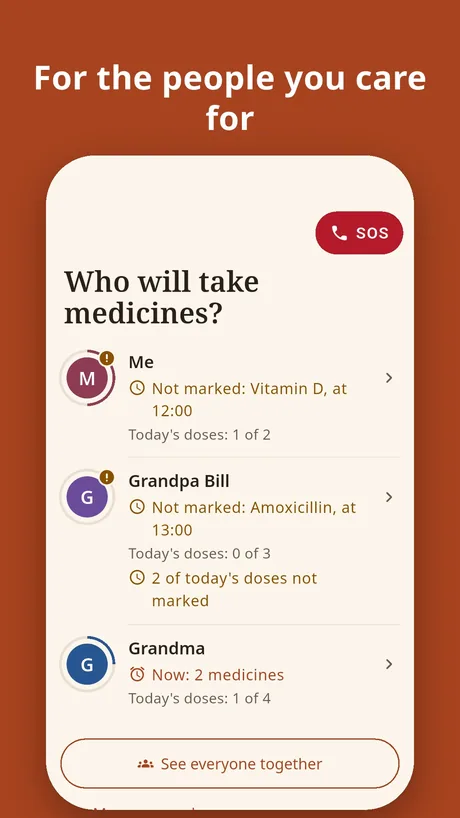 For the people you care
for
SOS
Who will take
medicines?
M
!
Me
Not marked: Vitamin D, at
12:00
Today's doses: 1 of 2
G
!
Grandpa Bill
Not marked: Amoxicillin, at
13:00
Today's doses: 0 of 3
2 of today's doses not
marked
G
Grandma
Now: 2 medicines
Today's doses: 1 of 4
See everyone together